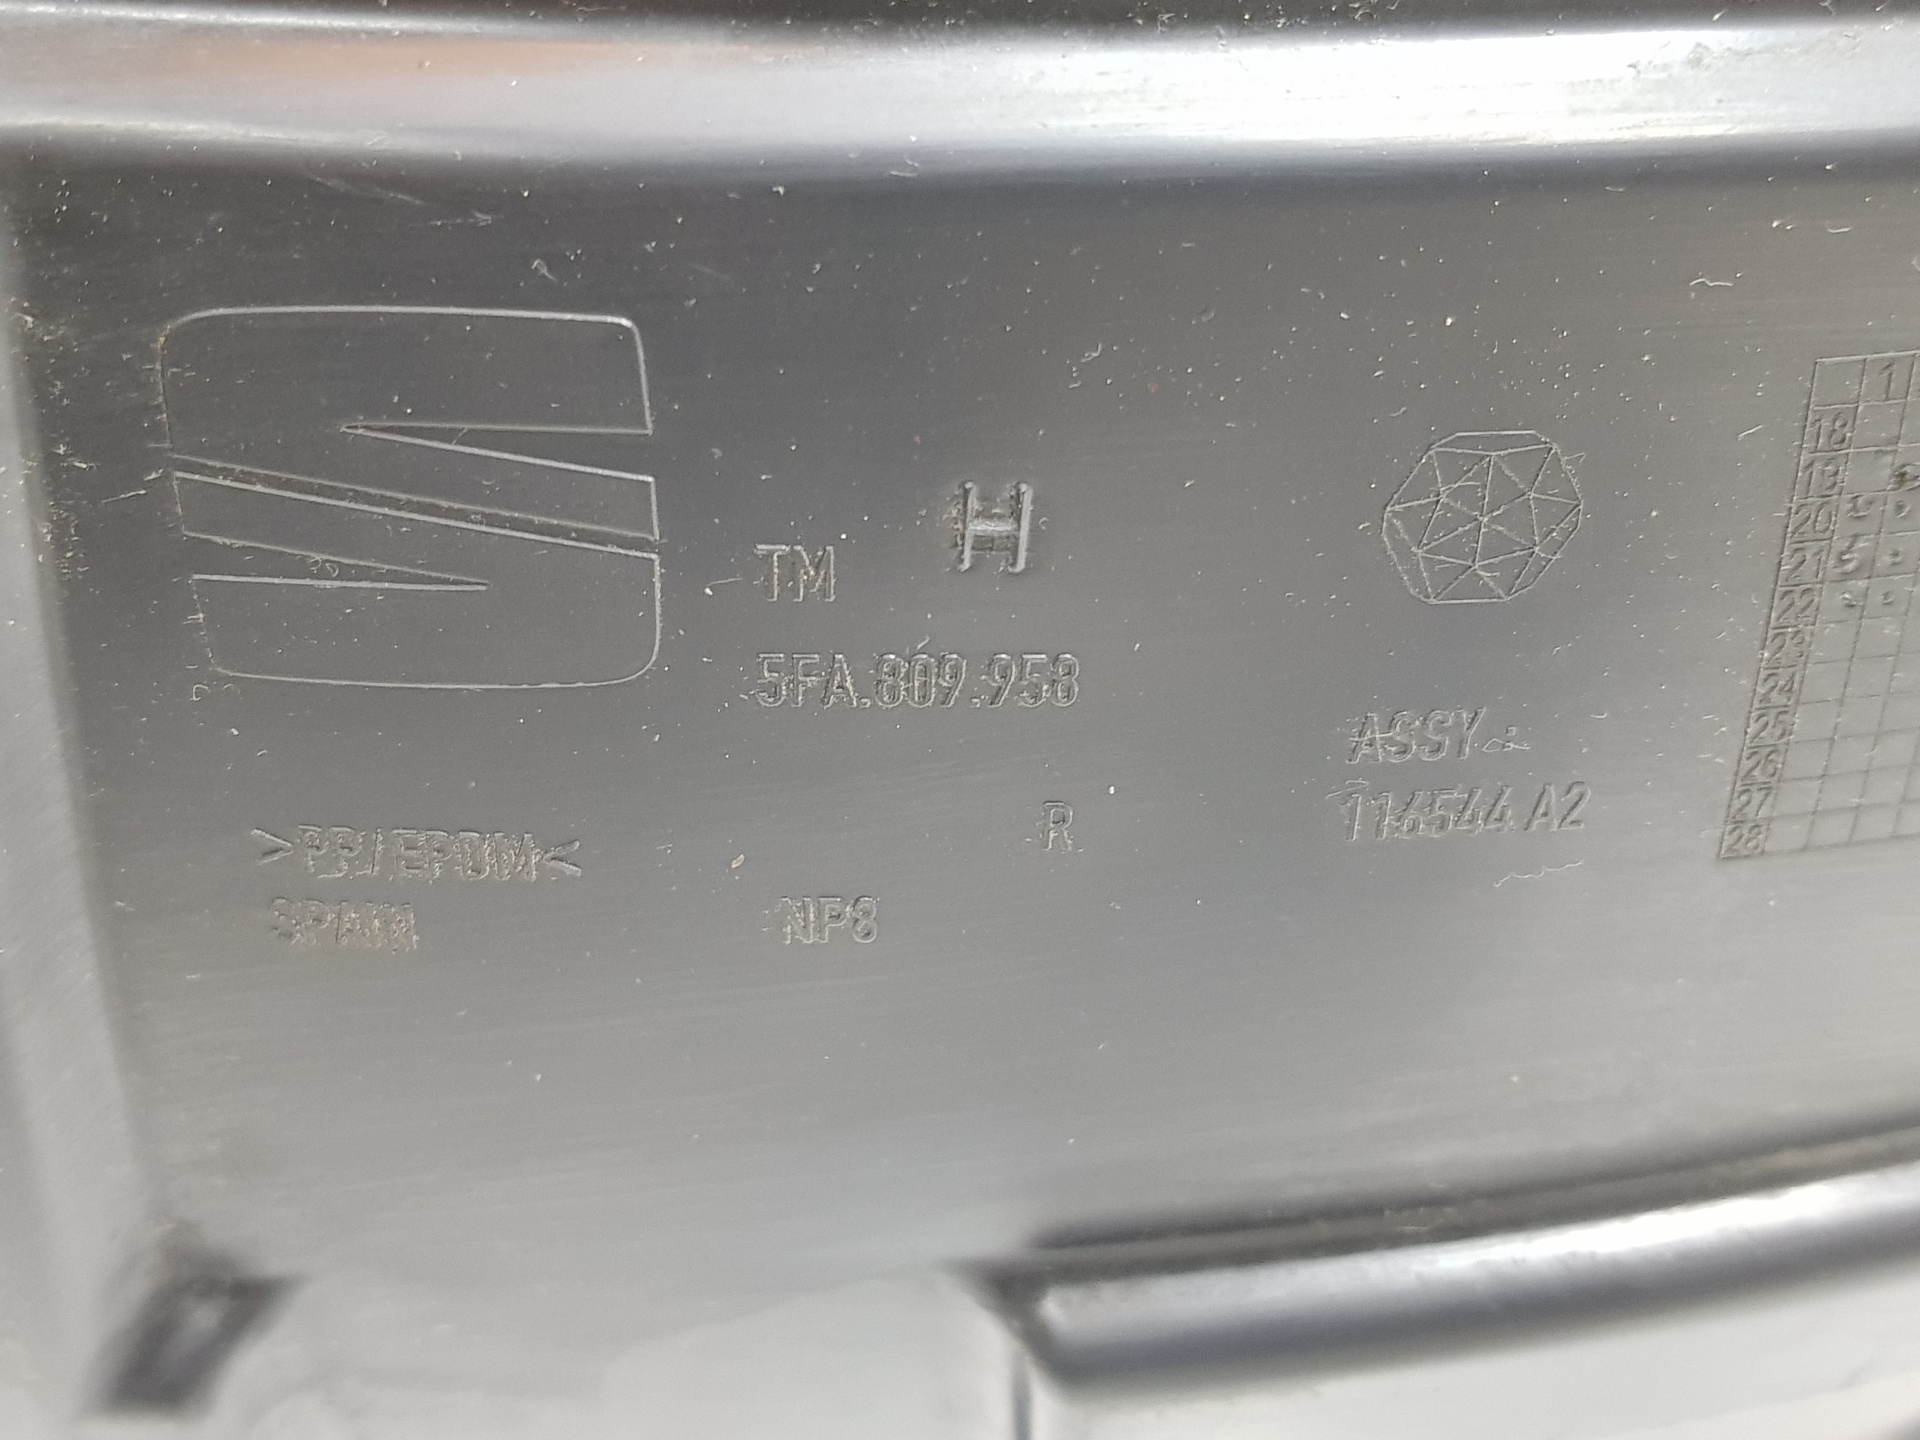 TM H
5FA.809.958
R
>PP/EPDM<
SPAIN
NP8
ASSY.:
116544 A2
1
18
19
20
21
22
23
24
25
26
27
28